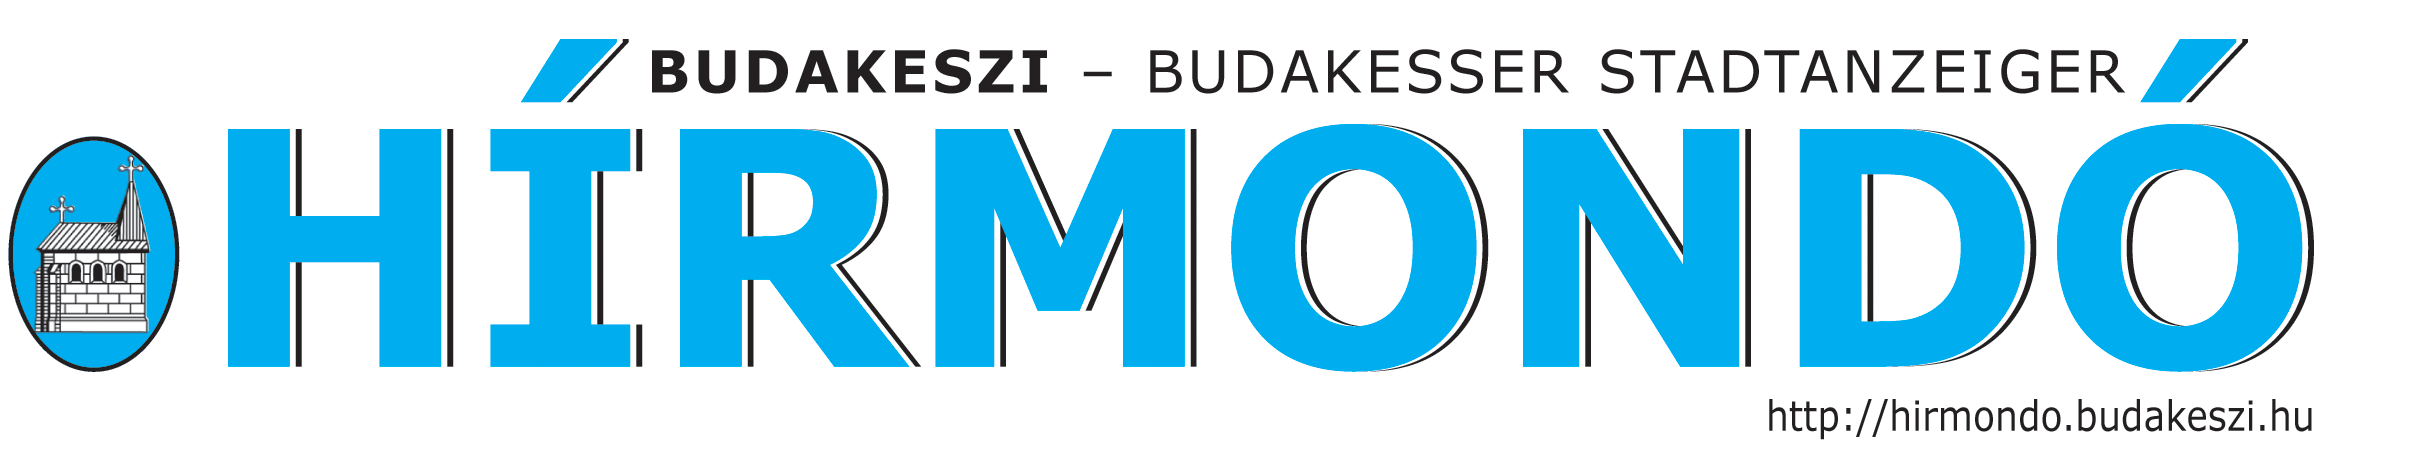 BUDAKESZI – BUDAKESSER STADTANZEIGER
HÍRMONDÓ
http://hirmondo.budakeszi.hu